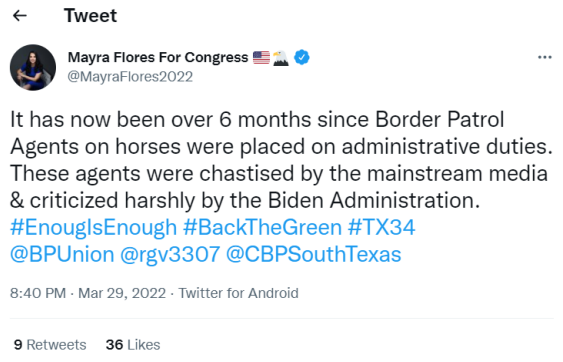 Tweet
Mayra Flores For Congress 🇺🇸🦅
@MayraFlores2022
It has now been over 6 months since Border Patrol
Agents on horses were placed on administrative duties.
These agents were chastised by the mainstream media
& criticized harshly by the Biden Administration.
#EnougIsEnough #BackTheGreen #TX34
@BPUnion @rgv3307 @CBPSouthTexas
8:40 PM · Mar 29, 2022 · Twitter for Android
9 Retweets 36 Likes